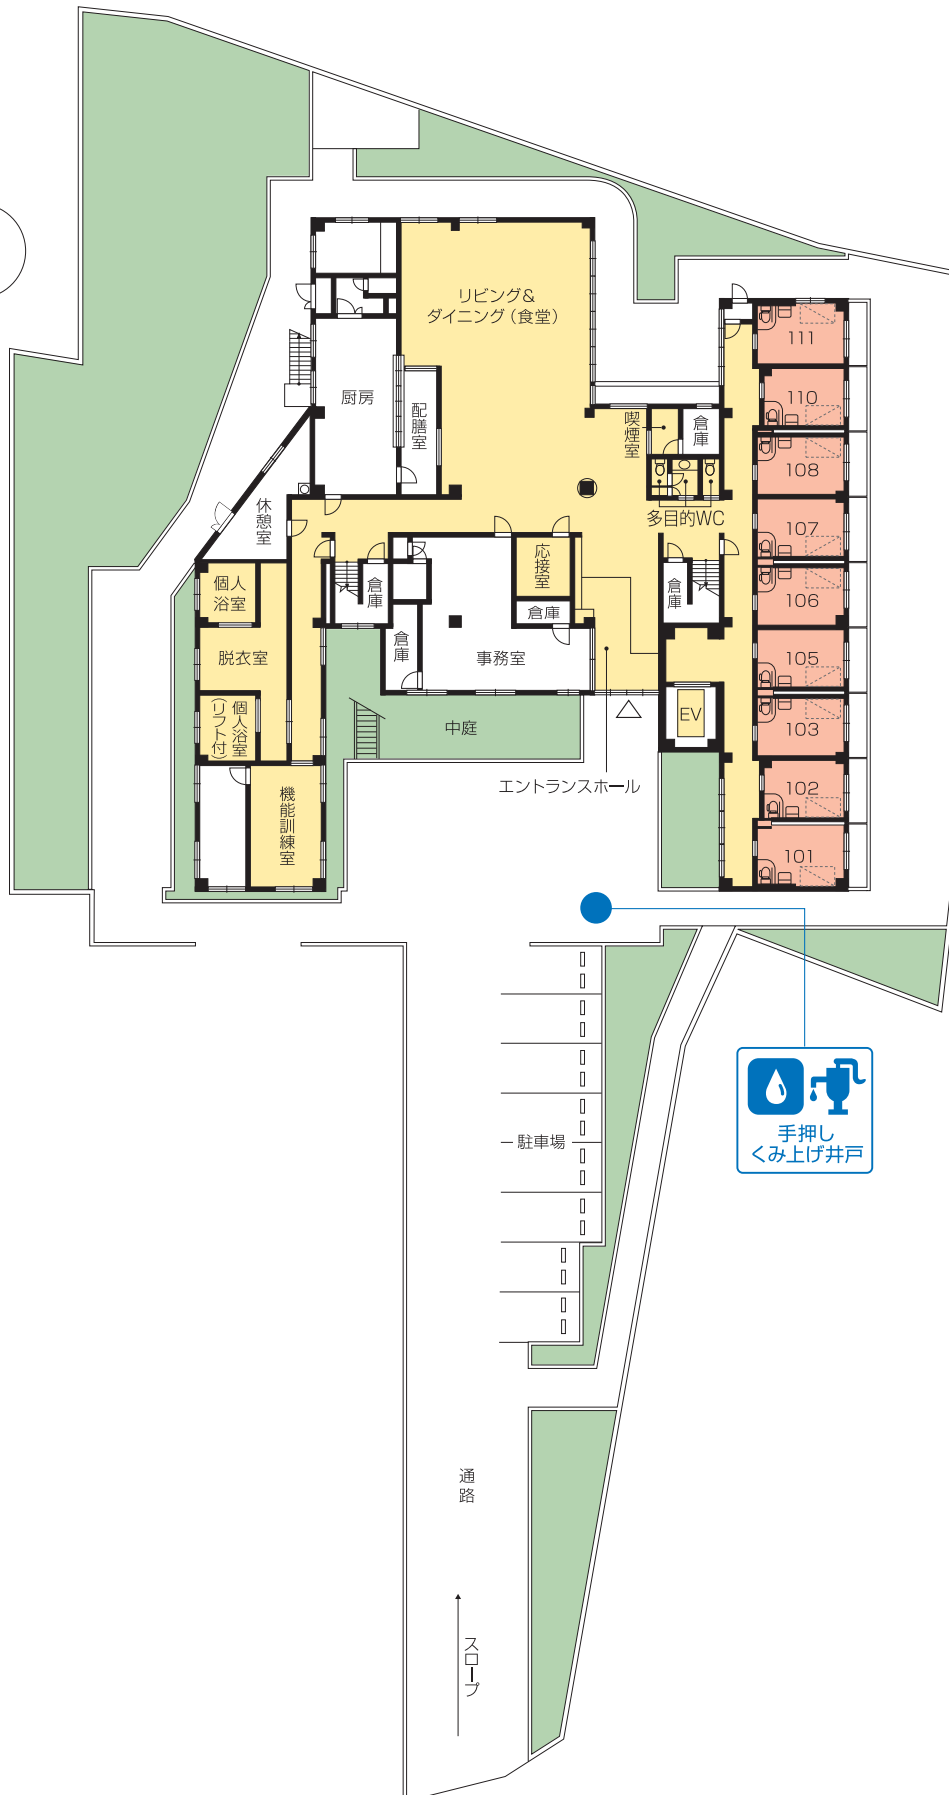 リビング&
ダイニング（食堂）
111
110
108
107
106
105
103
102
101
厨房
配膳室
喫煙室
倉庫
多目的WC
休憩室
個人
浴室
脱衣室
個人浴室
（リフト付）
機能訓練室
倉庫
倉庫
応接室
倉庫
事務室
倉庫
EV
中庭
エントランスホール
手押し
くみ上げ井戸
駐車場
通路
スロープ